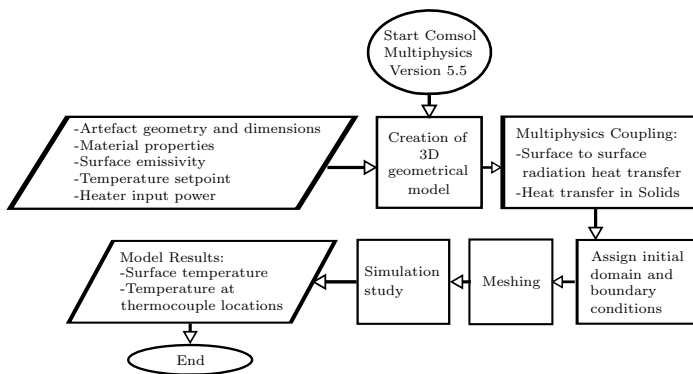 Start Comsol
Multiphysics
Version 5.5
-Artefact geometry and dimensions
-Material properties
-Surface emissivity
-Temperature setpoint
-Heater input power
Creation of
3D
geometrical
model
Multiphysics Coupling:
-Surface to surface
radiation heat transfer
-Heat transfer in Solids
Assign initial
domain and
boundary
conditions
Meshing
Simulation
study
Model Results:
-Surface temperature
-Temperature at
thermocouple locations
End